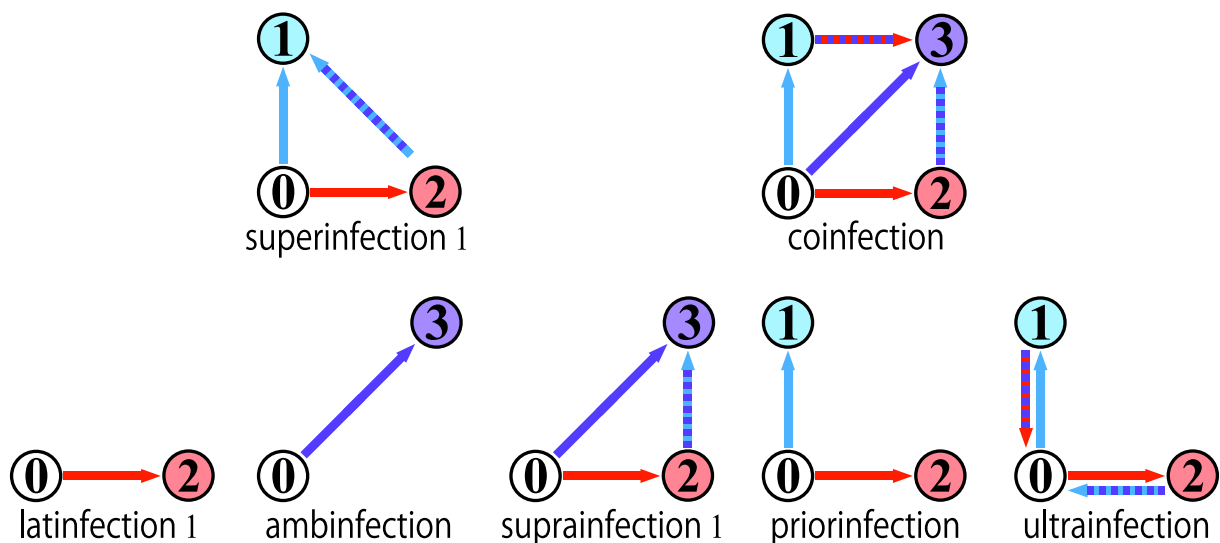 1
0
2
superinfection 1
1
3
0
2
coinfection
0
2
latinfection 1
3
0
ambinfection
3
0
2
suprainfection 1
1
0
2
priorinfection
1
0
2
ultrainfection